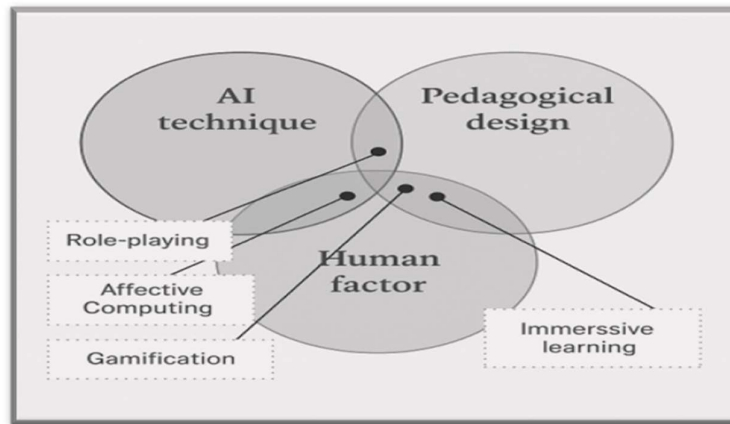 AI
technique
Pedagogical
design
Human
factor
Role-playing
Affective
Computing
Gamification
Immerssive
learning